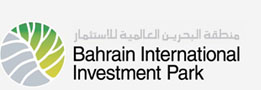 منطقة البحرين العالمية للاستثمار
Bahrain International
Investment Park